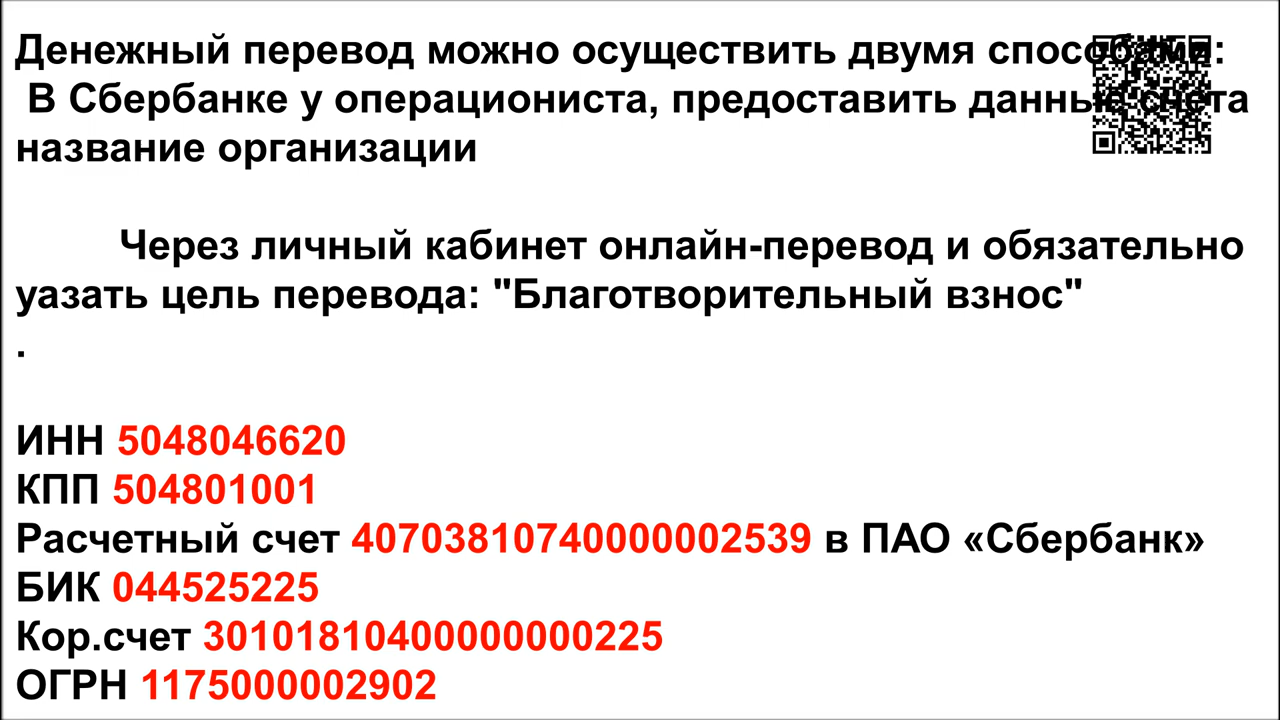 Денежный перевод можно осуществить двумя способами:
В Сбербанке у операциониста, предоставить данные счета
название организации
Через личный кабинет онлайн-перевод и обязательно
уазать цель перевода: "Благотворительный взнос"
.
ИНН 5048046620
КПП 504801001
Расчетный счет 40703810740000002539 в ПАО «Сбербанк»
БИК 044525225
Кор.счет 30101810400000000225
ОГРН 1175000002902